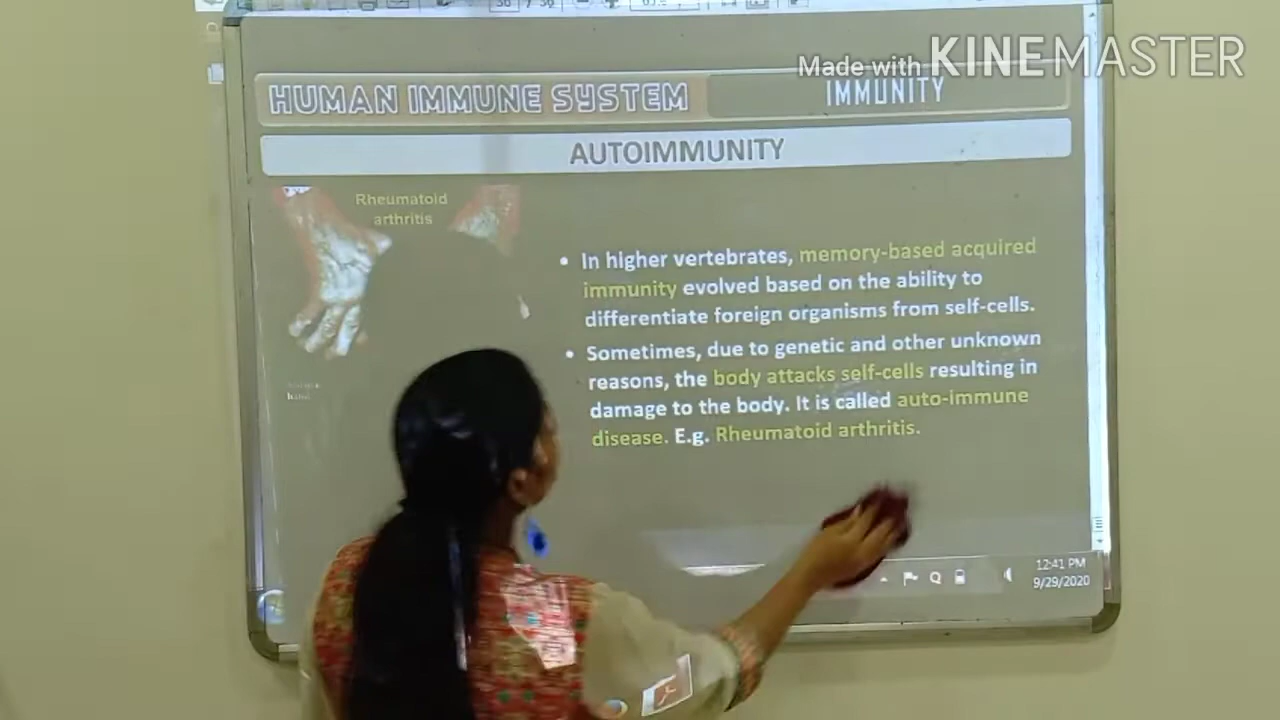 Made with KINEMASTER
HUMAN IMMUNE SYSTEM
IMMUNITY
AUTOIMMUNITY
Rheumatoid
arthritis
• In higher vertebrates, memory-based acquired
immunity evolved based on the ability to
differentiate foreign organisms from self-cells.
• Sometimes, due to genetic and other unknown
reasons, the body attacks self-cells resulting in
damage to the body. It is called auto-immune
disease. E.g. Rheumatoid arthritis.
12:41 PM
9/29/2020